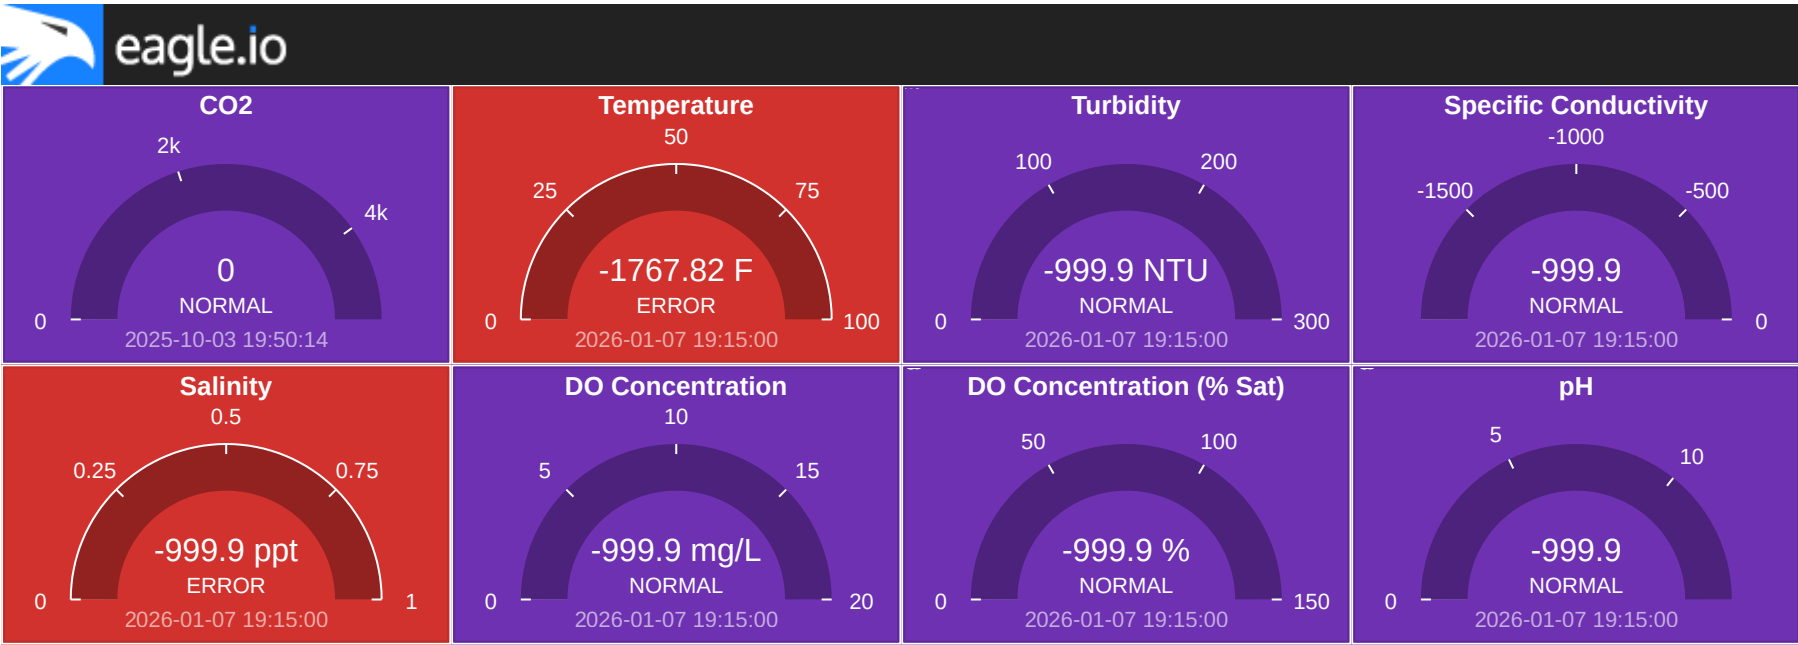 eagle.io
CO2
2k
4k
0
NORMAL
0
2025-10-03 19:50:14
Temperature
50
25
75
-1767.82 F
ERROR
0
100
2026-01-07 19:15:00
Turbidity
100
200
-999.9 NTU
NORMAL
0
300
2026-01-07 19:15:00
Specific Conductivity
-1000
-1500
-500
-999.9
NORMAL
0
2026-01-07 19:15:00
Salinity
0.5
0.25
0.75
-999.9 ppt
ERROR
0
1
2026-01-07 19:15:00
DO Concentration
10
5
15
-999.9 mg/L
NORMAL
0
20
2026-01-07 19:15:00
DO Concentration (% Sat)
50
100
-999.9 %
NORMAL
0
150
2026-01-07 19:15:00
pH
5
10
-999.9
NORMAL
0
2026-01-07 19:15:00